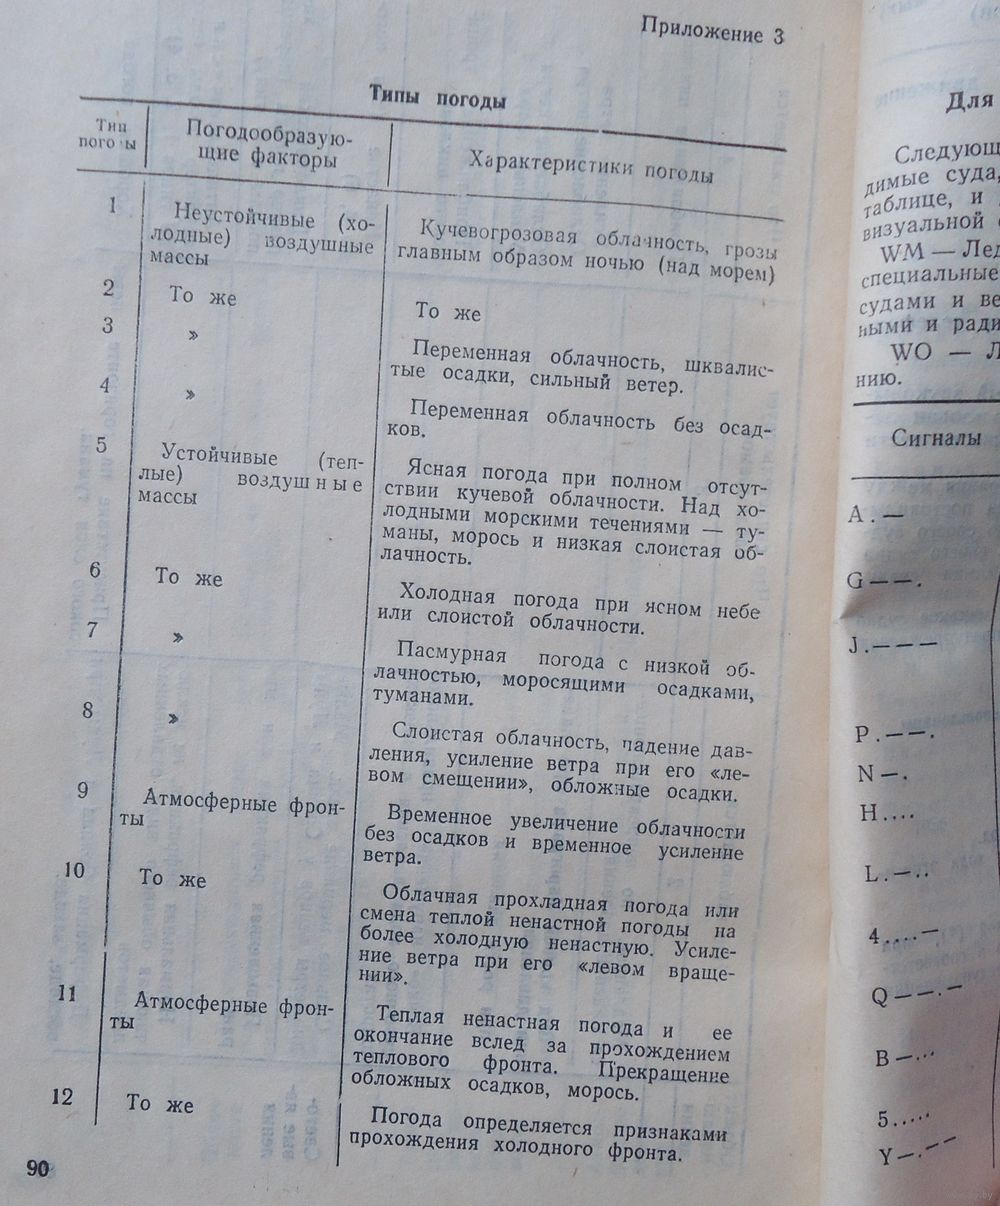 Приложение 3
Типы погоды
Тип
погоды
Погодообразую-
щие факторы
Характеристики погоды
1
Неустойчивые (хо-
лодные) воздушные
массы
Кучевогрозовая облачность, грозы
главным образом ночью (над морем)
2
То же
То же
3
»
Переменная облачность, шквалис-
тые осадки, сильный ветер.
4
»
Переменная облачность без осад-
ков.
5
Устойчивые (теп-
лые) воздушные
массы
Ясная погода при полном отсут-
ствии кучевой облачности. Над хо-
лодными морскими течениями — ту-
маны, морось и низкая слоистая об-
лачность.
6
То же
Холодная погода при ясном небе
или слоистой облачности.
7
»
Пасмурная погода с низкой об-
лачностью, моросящими осадками,
туманами.
8
»
Слоистая облачность, падение дав-
ления, усиление ветра при его «ле-
вом смещении», обложные осадки.
9
Атмосферные фрон-
ты
Временное увеличение облачности
без осадков и временное усиление
ветра.
10
То же
Облачная прохладная погода или
смена теплой ненастной погоды на
более холодную ненастную. Усиле-
ние ветра при его «левом враще-
нии».
11
Атмосферные фрон-
ты
Теплая ненастная погода и ее
окончание вслед за прохождением
теплового фронта. Прекращение
обложных осадков, морось.
12
То же
Погода определяется признаками
прохождения холодного фронта.
90
Для
Следующ
димые суда,
таблице, и
визуальной
WM — Лед
специальные
судами и ве
ными и ради
WO — Л
нию.
Сигналы
A . —
G — — .
J . — — —
P . — — .
N — .
H . . . .
L . — . .
4 . . . . —
Q — — . —
B — . . .
5 . . . . .
Y — . — —